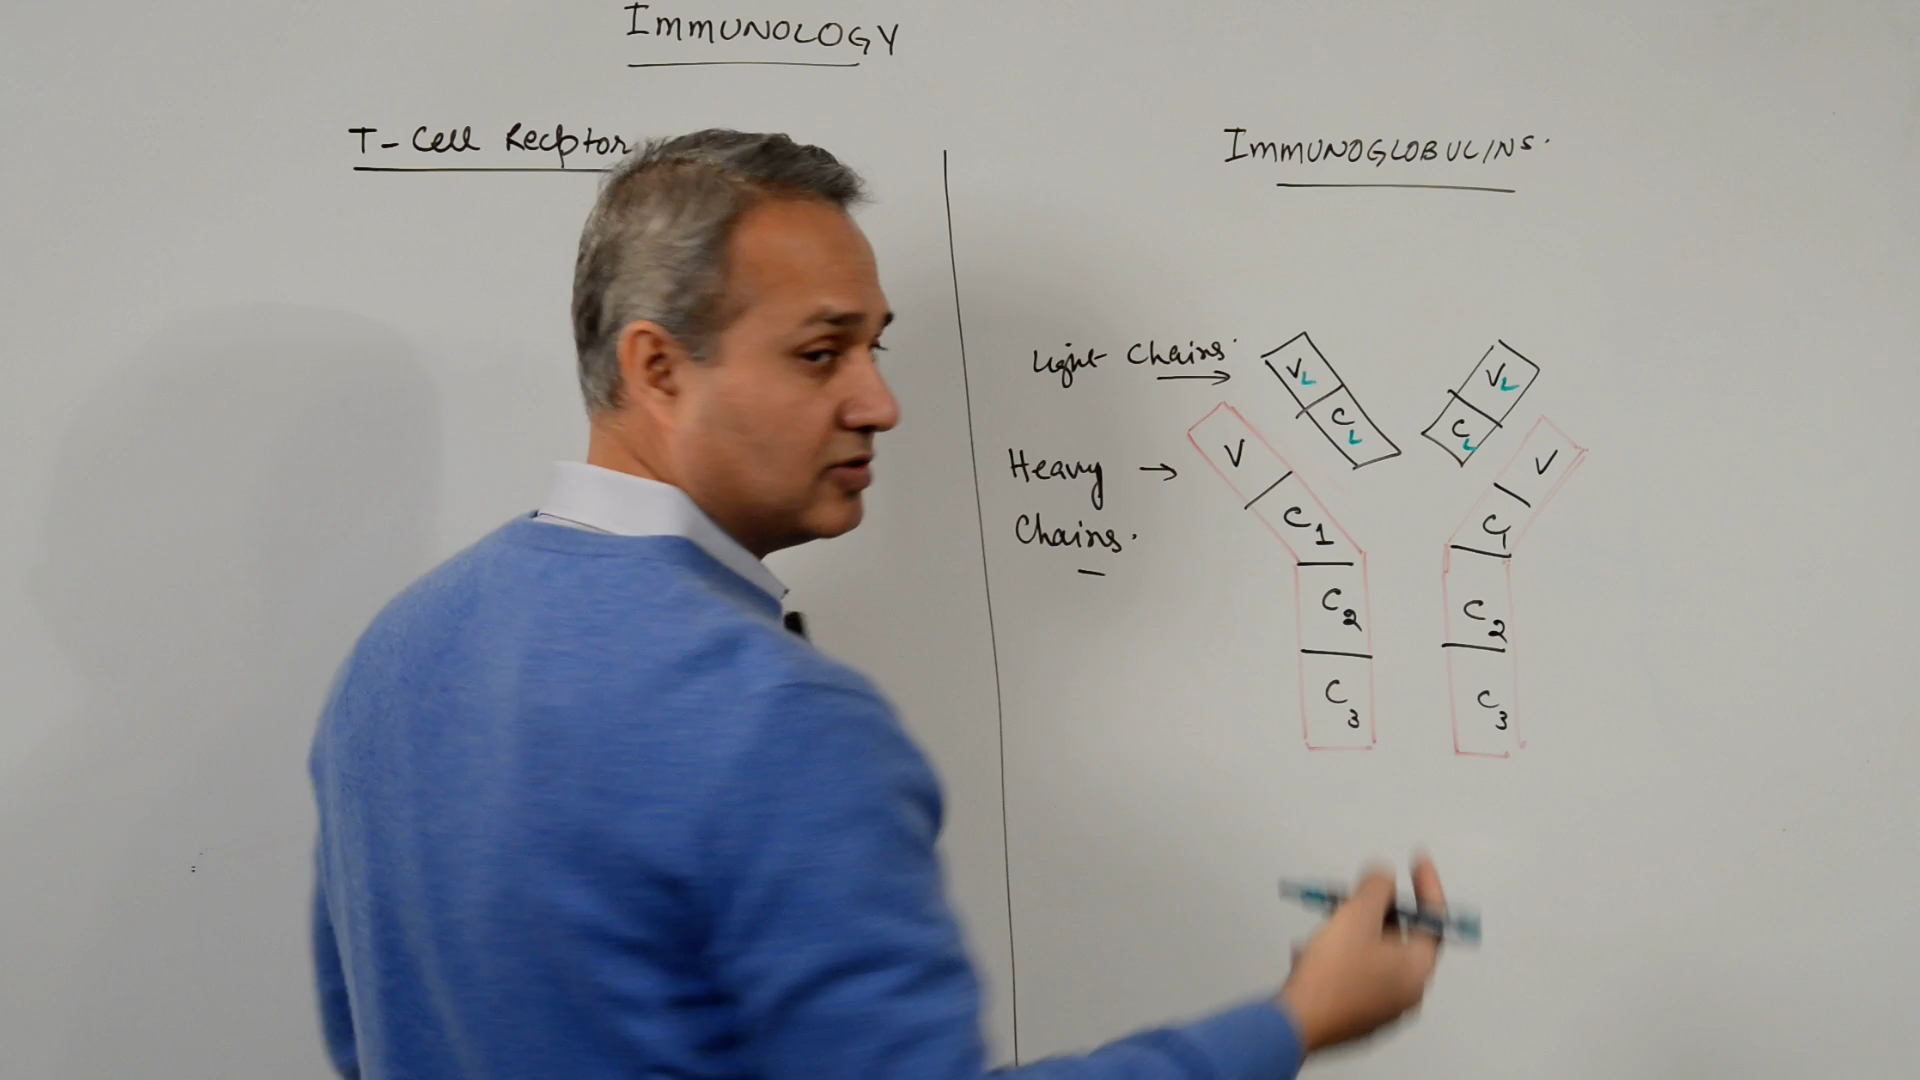 IMMUNOLOGY
T-Cell Receptor
IMMUNOGLOBULINS.
Light Chains.
Heavy
Chains.
VL
CL
VL
CL
V
C1
C2
C3
V
C1
C2
C3